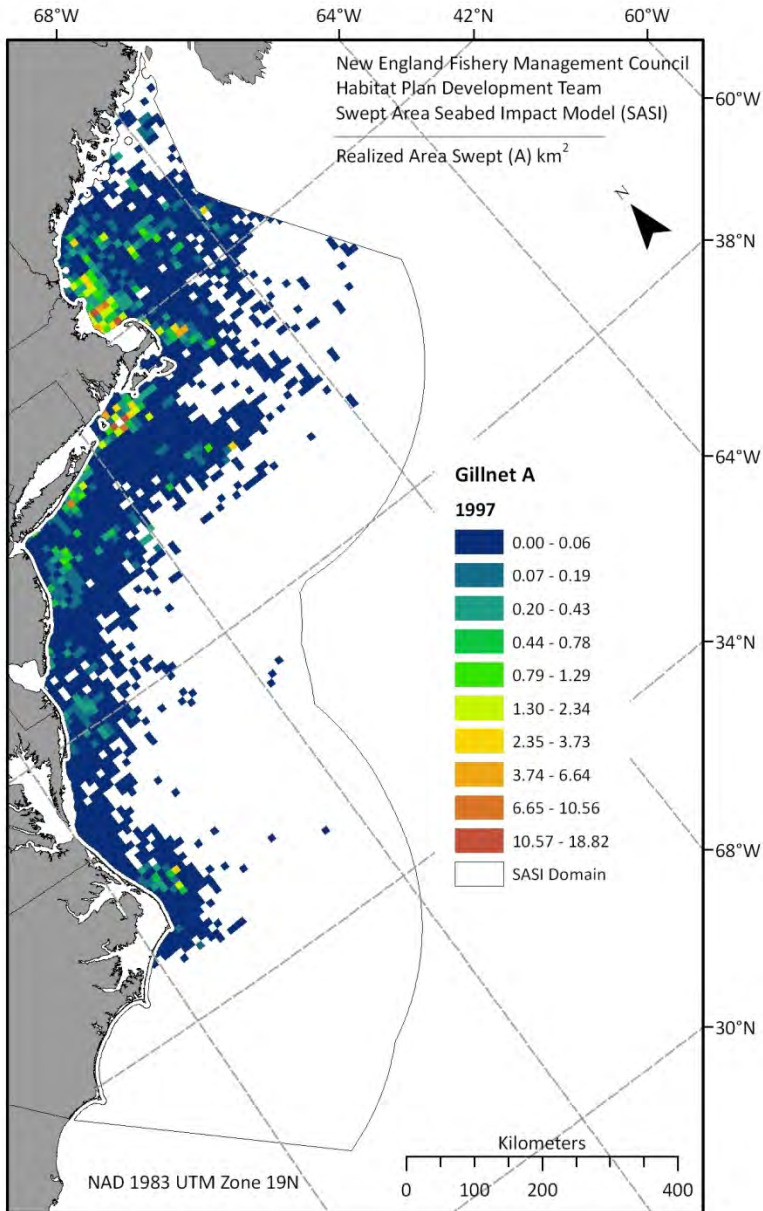 68°W 64°W 42°N 60°W
New England Fishery Management Council
Habitat Plan Development Team
Swept Area Seabed Impact Model (SASI)
Realized Area Swept (A) km²
60°W
N
38°N
64°W
Gillnet A
1997
0.00 - 0.06
0.07 - 0.19
0.20 - 0.43
0.44 - 0.78
0.79 - 1.29
1.30 - 2.34
2.35 - 3.73
3.74 - 6.64
6.65 - 10.56
10.57 - 18.82
SASI Domain
34°N
68°W
30°N
Kilometers
0 100 200 300 400
NAD 1983 UTM Zone 19N